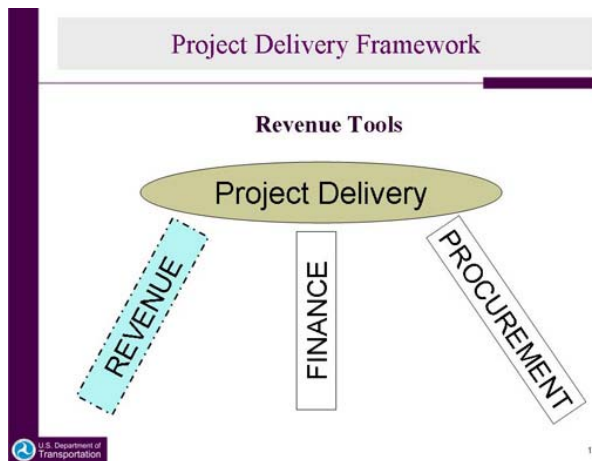 Project Delivery Framework
Revenue Tools
Project Delivery
REVENUE
FINANCE
PROCUREMENT
U.S. Department of
Transportation
1